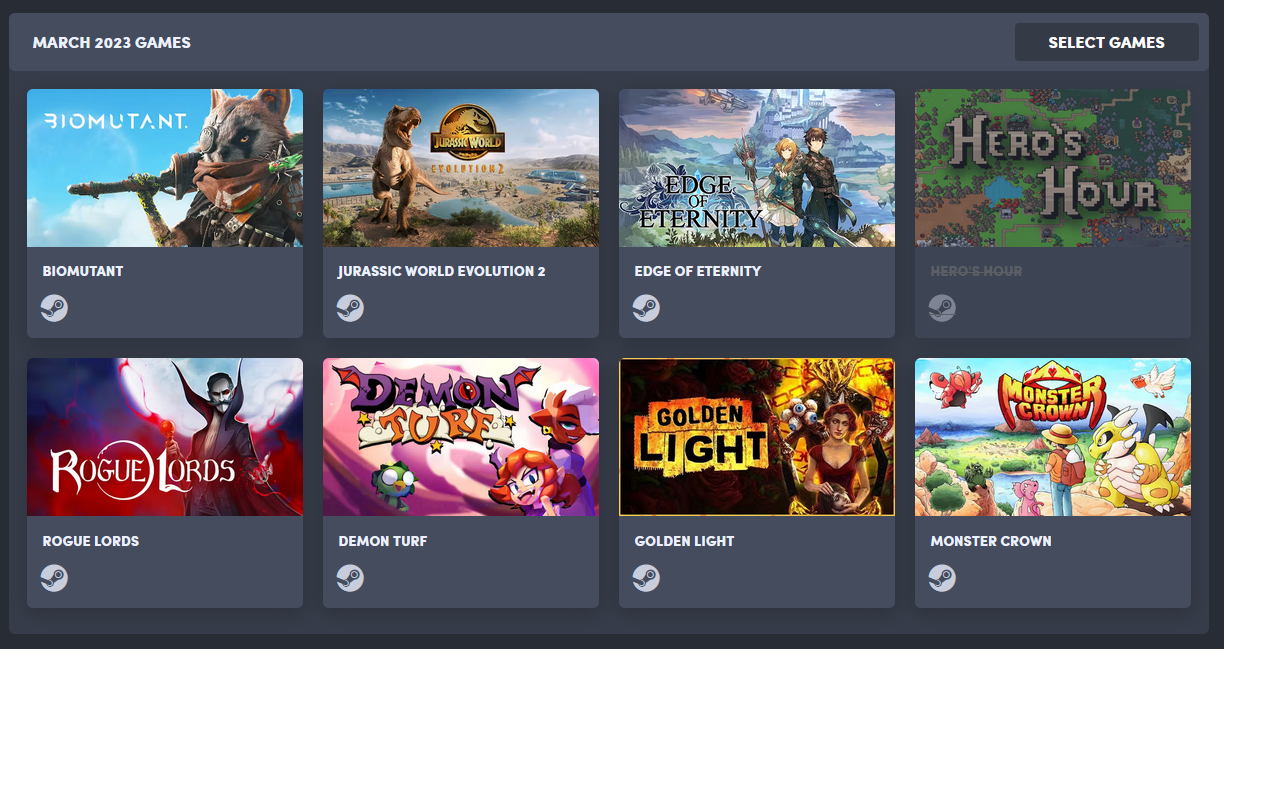 MARCH 2023 GAMES
SELECT GAMES
BIOMUTANT.
JURASSIC WORLD
EVOLUTION 2
EDGE
OF
ETERNITY
HERO'S
HOUR
BIOMUTANT
JURASSIC WORLD EVOLUTION 2
EDGE OF ETERNITY
HERO'S HOUR
ROGUE LORDS
DEMON
TURF
GOLDEN
LIGHT
MONSTER
CROWN
ROGUE LORDS
DEMON TURF
GOLDEN LIGHT
MONSTER CROWN